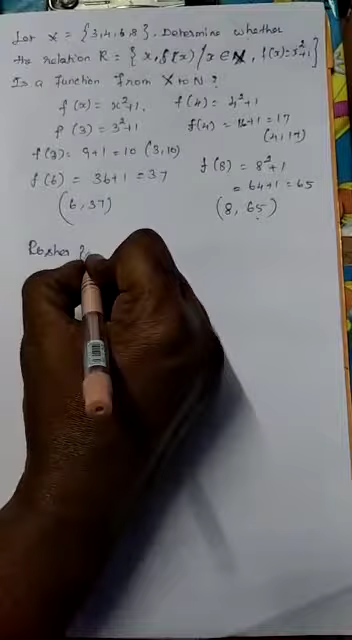 Let X = {3,4,6,8}. Determine whether
the relation R = { x, f(x) / x ∈ X, f(x)=x²+1}
Is a Function From X to N?
f(x) = x²+1. f(4) = 4²+1
f(3) = 3²+1 f(4) = 16+1 = 17
(4,17)
f(3) = 9+1 = 10 (3,10)
f(8) = 8²+1
f(6) = 36+1 = 37
= 64+1 = 65
(6,37) (8,65)